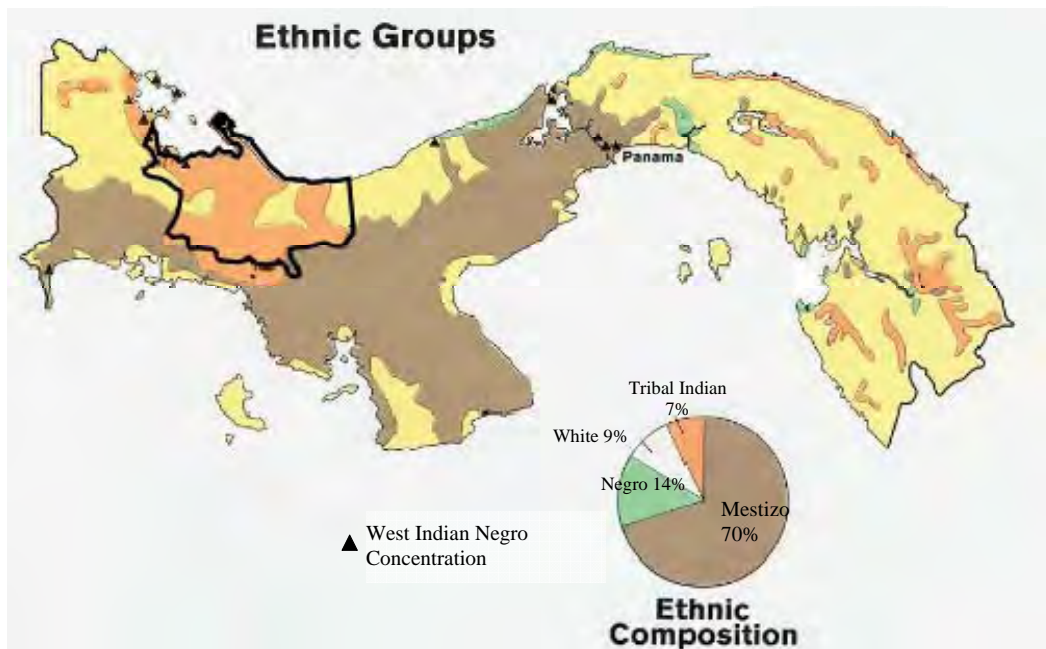 Ethnic Groups
Panama
Tribal Indian
7%
White 9%
Negro 14%
Mestizo
70%
West Indian Negro
Concentration
Ethnic
Composition